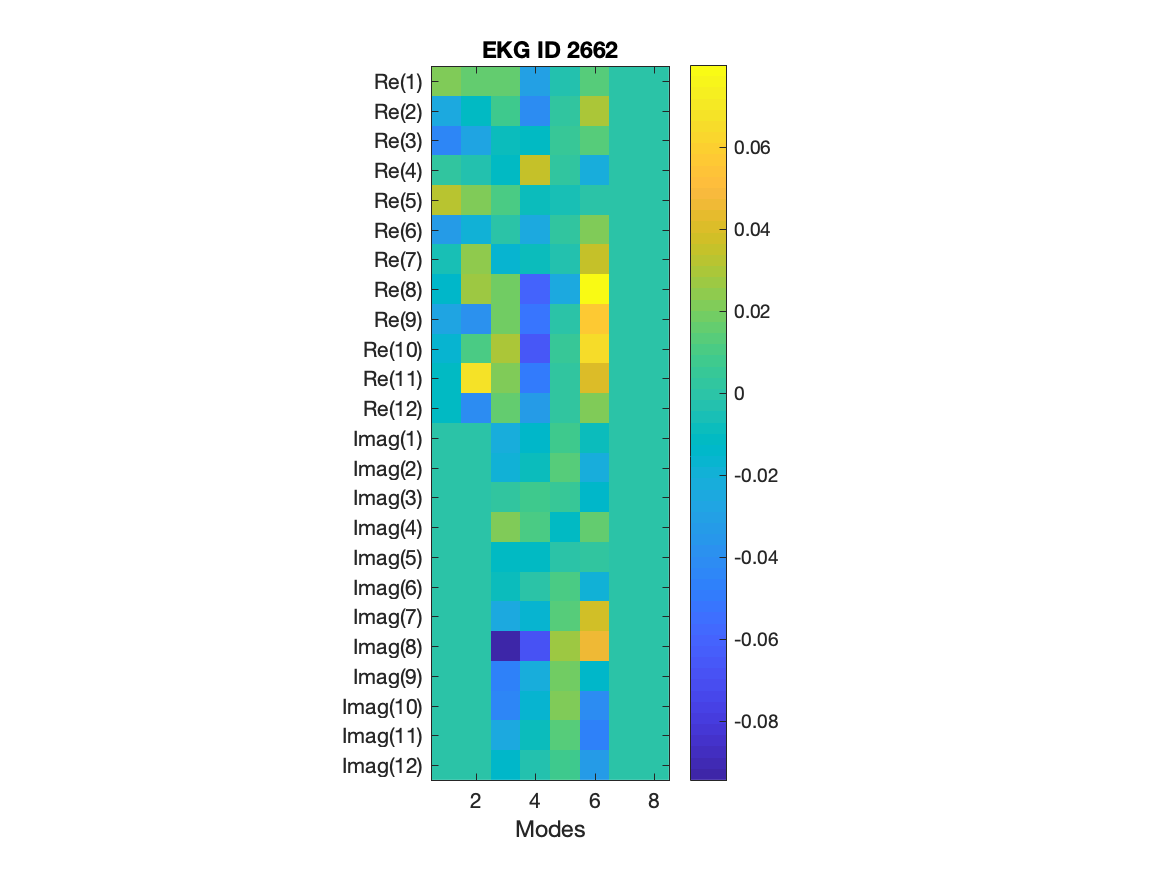 EKG ID 2662
Re(1)
Re(2)
Re(3)
Re(4)
Re(5)
Re(6)
Re(7)
Re(8)
Re(9)
Re(10)
Re(11)
Re(12)
Imag(1)
Imag(2)
Imag(3)
Imag(4)
Imag(5)
Imag(6)
Imag(7)
Imag(8)
Imag(9)
Imag(10)
Imag(11)
Imag(12)
2 4 6 8
Modes
0.06
0.04
0.02
0
-0.02
-0.04
-0.06
-0.08